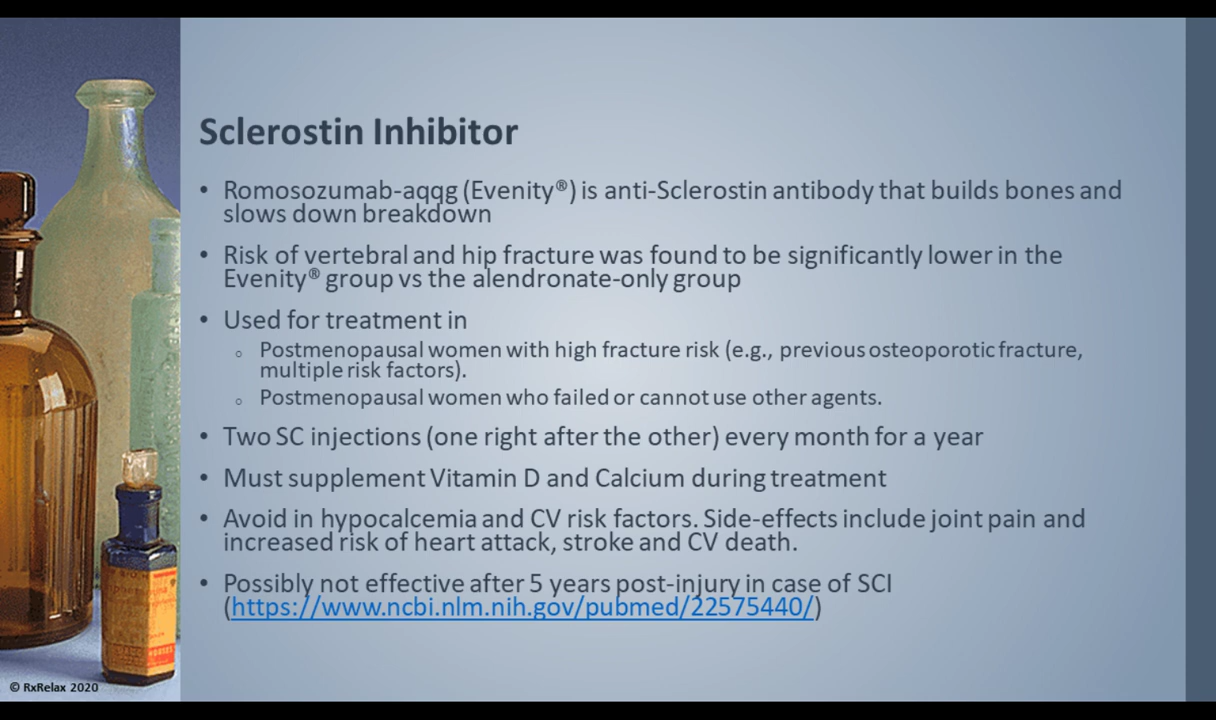 Sclerostin Inhibitor
• Romosozumab-aqqg (Evenity®) is anti-Sclerostin antibody that builds bones and
slows down breakdown
• Risk of vertebral and hip fracture was found to be significantly lower in the
Evenity® group vs the alendronate-only group
• Used for treatment in
○ Postmenopausal women with high fracture risk (e.g., previous osteoporotic fracture,
multiple risk factors).
○ Postmenopausal women who failed or cannot use other agents.
• Two SC injections (one right after the other) every month for a year
• Must supplement Vitamin D and Calcium during treatment
• Avoid in hypocalcemia and CV risk factors. Side-effects include joint pain and
increased risk of heart attack, stroke and CV death.
• Possibly not effective after 5 years post-injury in case of SCI
(https://www.ncbi.nlm.nih.gov/pubmed/22575440/)
© RxRelax 2020